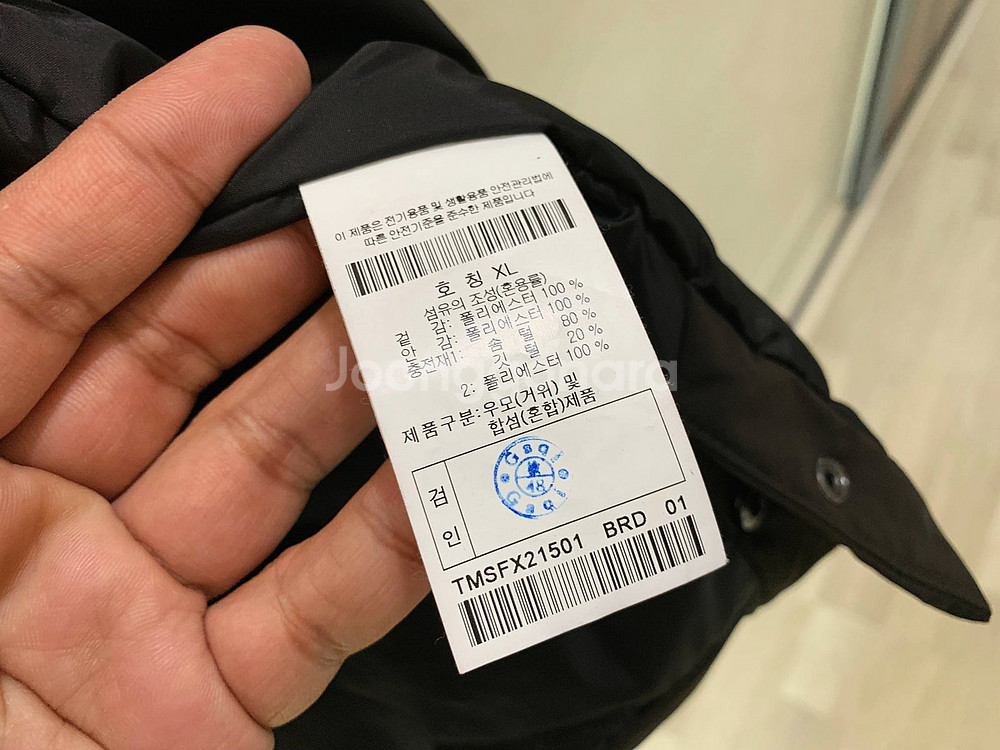 이 제품은 전기용품 및 생활용품 안전관리법에
따른 안전기준을 준수한 제품입니다
호 칭 XL
섬유의 조성(혼용률)
겉 감: 폴리에스터 100 %
안 감: 폴리에스터 100 %
충전재1: 솜 털 80 %
깃 털 20 %
2: 폴리에스터 100 %
제품구분:우모(거위) 및
합섬(혼합)제품
검
인
18
TMSFX21501 BRD 01